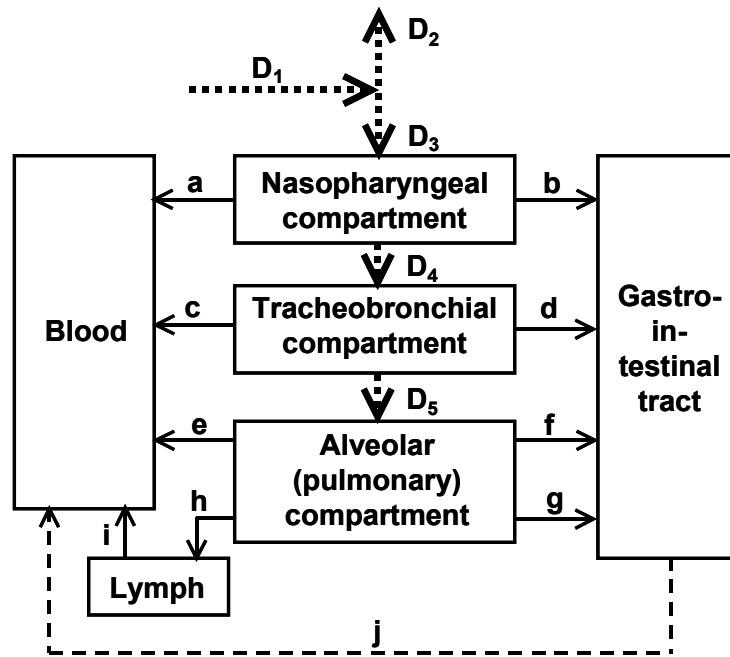 D₂
D₁
D₃
a
Nasopharyngeal
compartment
b
D₄
Blood
c
Tracheobronchial
compartment
d
Gastro-
in-
testinal
tract
D₅
e
Alveolar
(pulmonary)
compartment
f
h
g
i
Lymph
j